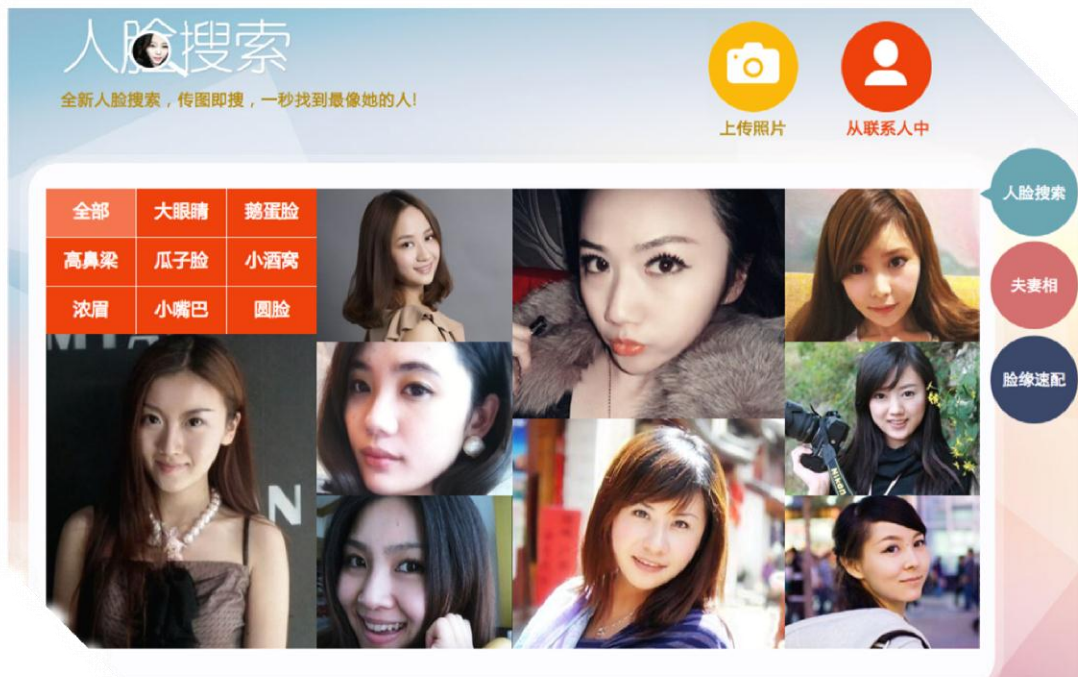 人脸搜索
全新人脸搜索，传图即搜，一秒找到最像她的人!
上传照片
从联系人中
人脸搜索
夫妻相
脸缘速配
全部 大眼睛 鹅蛋脸
高鼻梁 瓜子脸 小酒窝
浓眉 小嘴巴 圆脸
N
Nikon